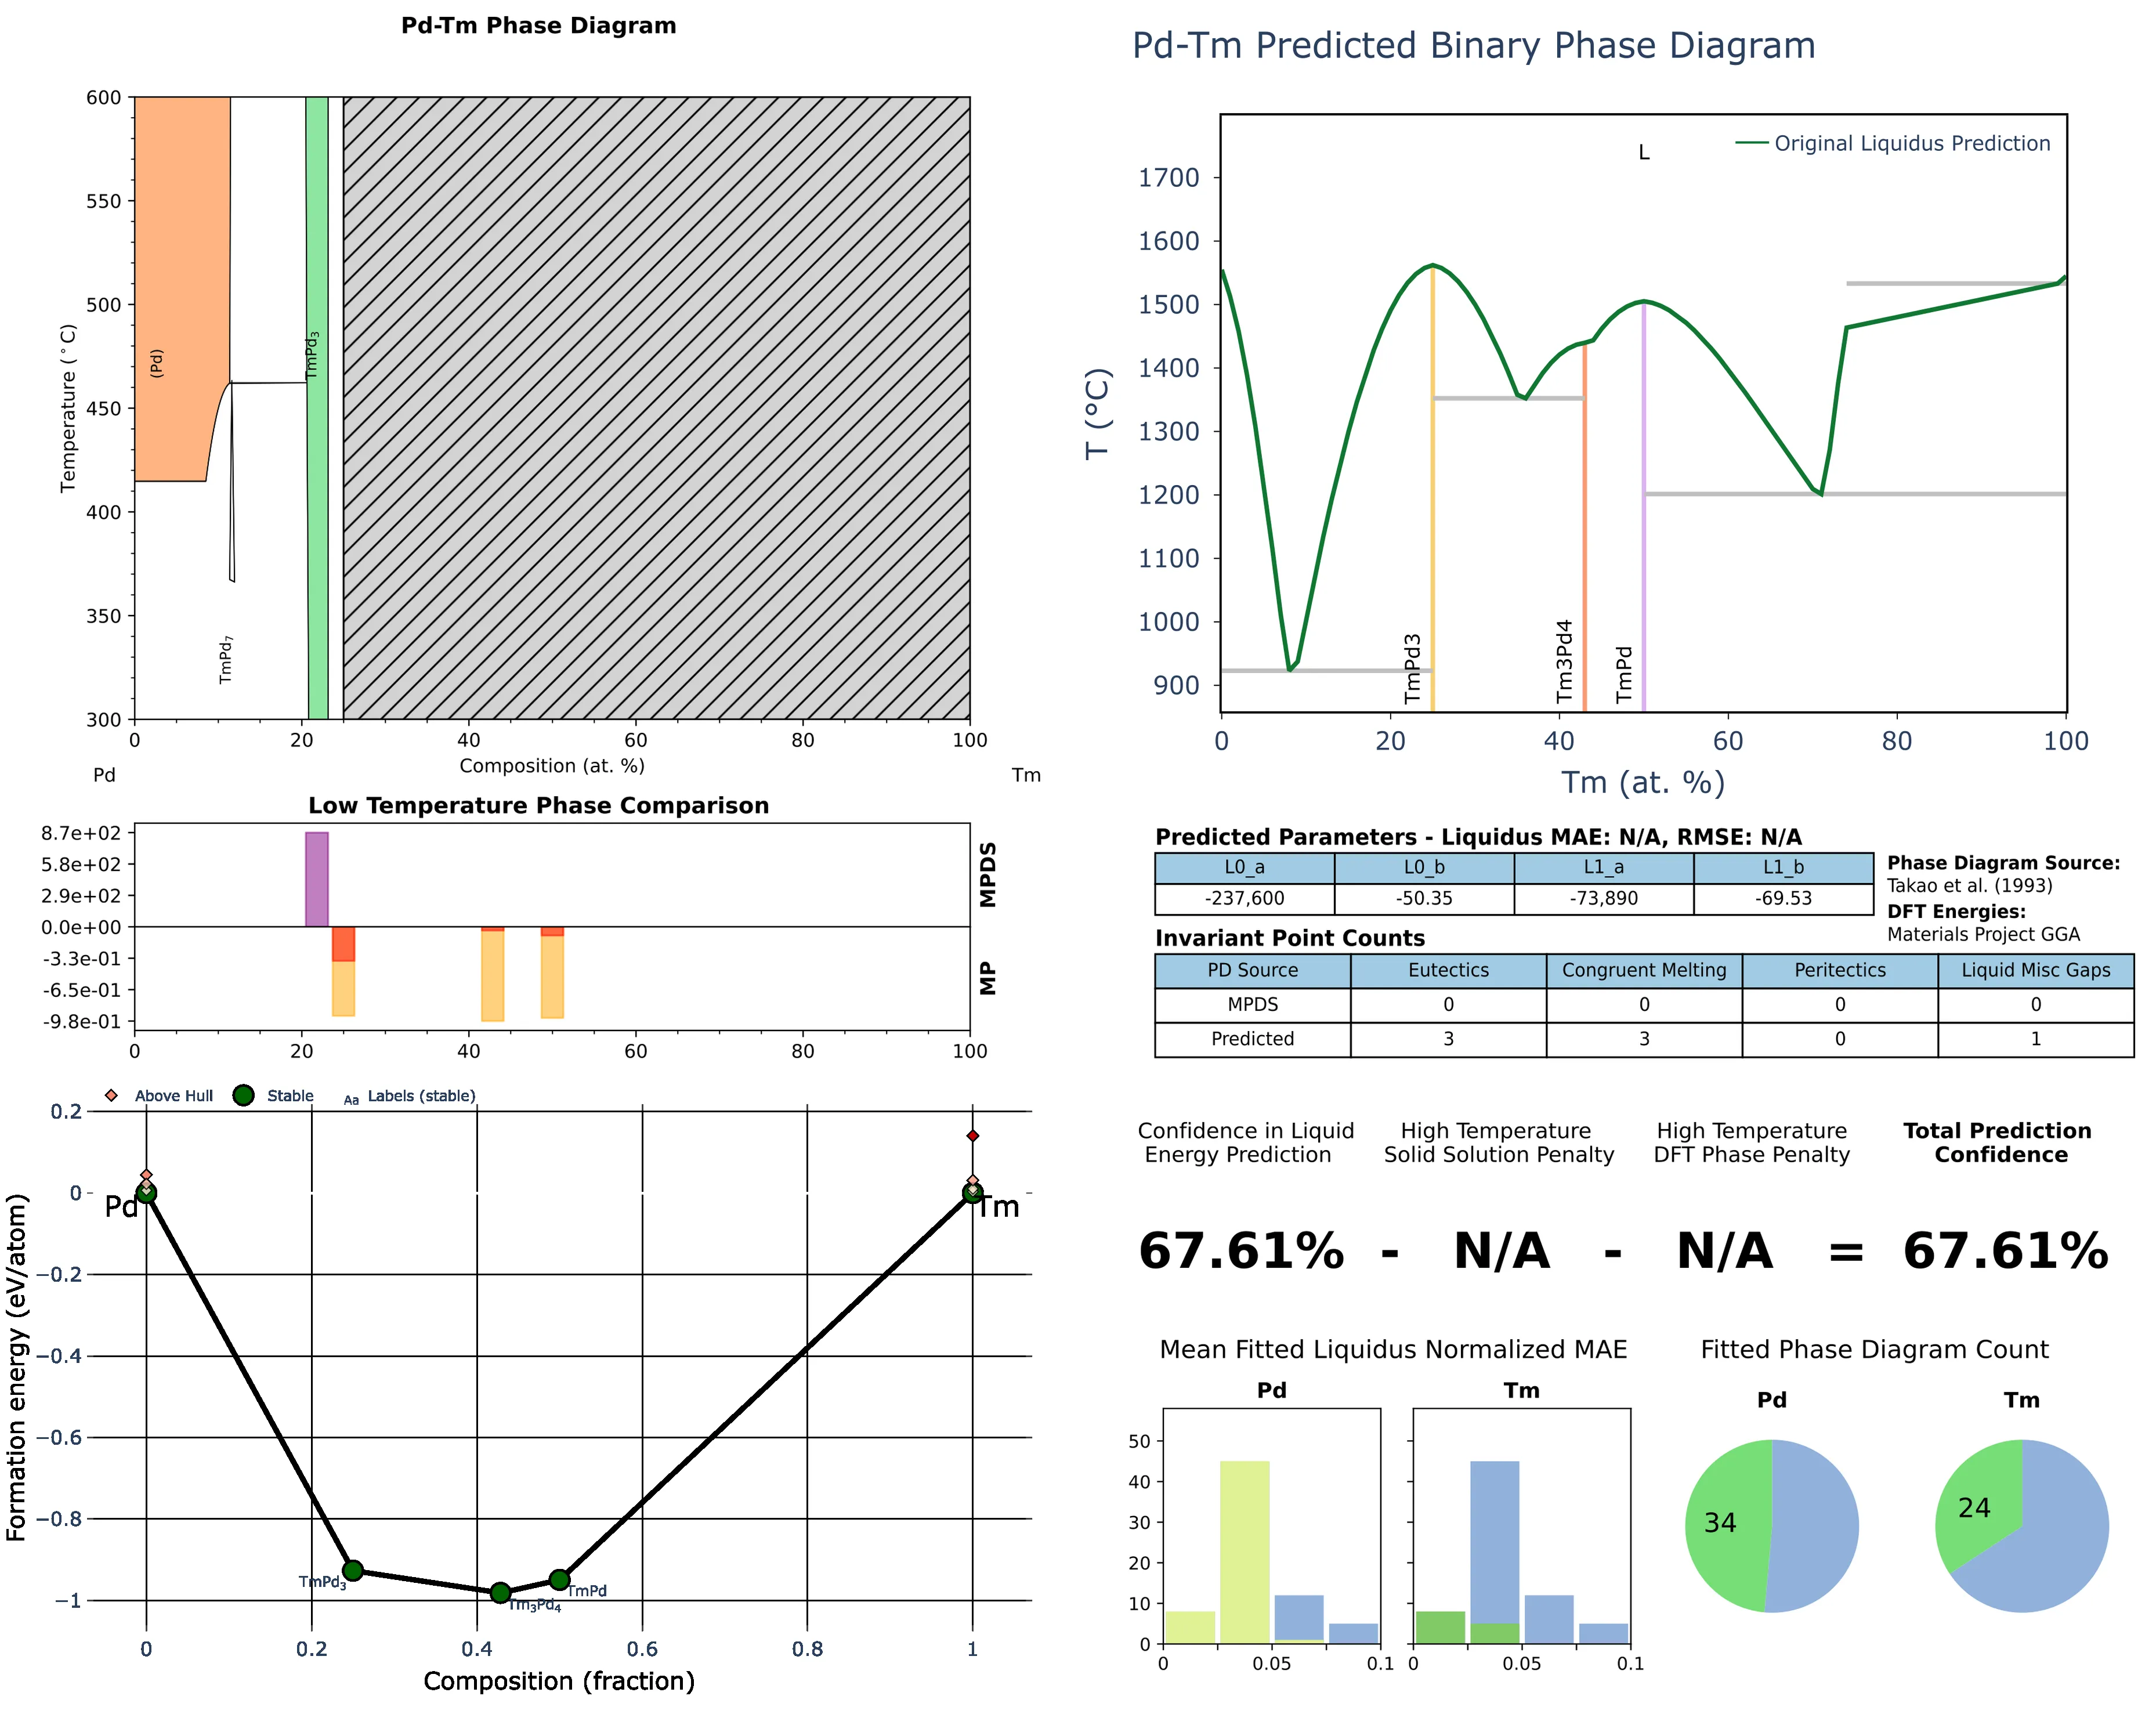 Pd-Tm Phase Diagram
600
550
500
450
400
350
300
Temperature (°C)
(Pd)
TmPd7
TmPd3
0 20 40 60 80 100
Pd Composition (at. %) Tm
Low Temperature Phase Comparison
8.7e+02
5.8e+02
2.9e+02
0.0e+00
-3.3e-01
-6.5e-01
-9.8e-01
MPDS
MP
0 20 40 60 80 100
Above Hull Stable Aa Labels (stable)
0.2
0
−0.2
−0.4
−0.6
−0.8
−1
Formation energy (eV/atom)
Pd
Tm
TmPd3
Tm3Pd4
TmPd
0 0.2 0.4 0.6 0.8 1
Composition (fraction)
Pd-Tm Predicted Binary Phase Diagram
L
Original Liquidus Prediction
1700
1600
1500
1400
1300
1200
1100
1000
900
T (°C)
TmPd3
Tm3Pd4
TmPd
0 20 40 60 80 100
Tm (at. %)
Predicted Parameters - Liquidus MAE: N/A, RMSE: N/A
L0_a L0_b L1_a L1_b
-237,600 -50.35 -73,890 -69.53
Phase Diagram Source:
Takao et al. (1993)
DFT Energies:
Materials Project GGA
Invariant Point Counts
PD Source Eutectics Congruent Melting Peritectics Liquid Misc Gaps
MPDS 0 0 0 0
Predicted 3 3 0 1
Confidence in Liquid
Energy Prediction
High Temperature
Solid Solution Penalty
High Temperature
DFT Phase Penalty
Total Prediction
Confidence
67.61% - N/A - N/A = 67.61%
Mean Fitted Liquidus Normalized MAE
Pd
Tm
50
40
30
20
10
0
0 0.05 0.1
0 0.05 0.1
Fitted Phase Diagram Count
Pd
34
Tm
24